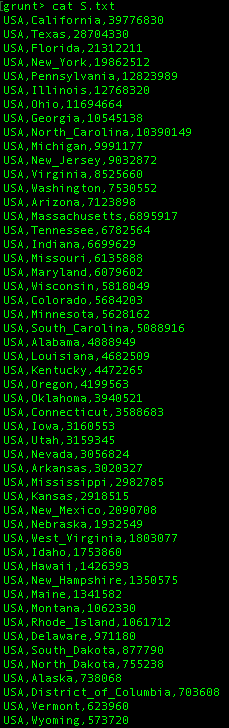 [grunt> cat S.txt
USA,California,39776830
USA,Texas,28704330
USA,Florida,21312211
USA,New_York,19862512
USA,Pennsylvania,12823989
USA,Illinois,12768320
USA,Ohio,11694664
USA,Georgia,10545138
USA,North_Carolina,10390149
USA,Michigan,9991177
USA,New_Jersey,9032872
USA,Virginia,8525660
USA,Washington,7530552
USA,Arizona,7123898
USA,Massachusetts,6895917
USA,Tennessee,6782564
USA,Indiana,6699629
USA,Missouri,6135888
USA,Maryland,6079602
USA,Wisconsin,5818049
USA,Colorado,5684203
USA,Minnesota,5628162
USA,South_Carolina,5088916
USA,Alabama,4888949
USA,Louisiana,4682509
USA,Kentucky,4472265
USA,Oregon,4199563
USA,Oklahoma,3940521
USA,Connecticut,3588683
USA,Iowa,3160553
USA,Utah,3159345
USA,Nevada,3056824
USA,Arkansas,3020327
USA,Mississippi,2982785
USA,Kansas,2918515
USA,New_Mexico,2090708
USA,Nebraska,1932549
USA,West_Virginia,1803077
USA,Idaho,1753860
USA,Hawaii,1426393
USA,New_Hampshire,1350575
USA,Maine,1341582
USA,Montana,1062330
USA,Rhode_Island,1061712
USA,Delaware,971180
USA,South_Dakota,877790
USA,North_Dakota,755238
USA,Alaska,738068
USA,District_of_Columbia,703608
USA,Vermont,623960
USA,Wyoming,573720